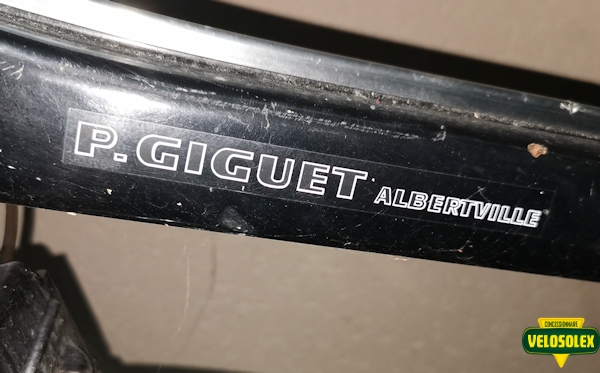 P. GIGUET ALBERTVILLE
CONCESSIONNAIRE
VELOSOLEX